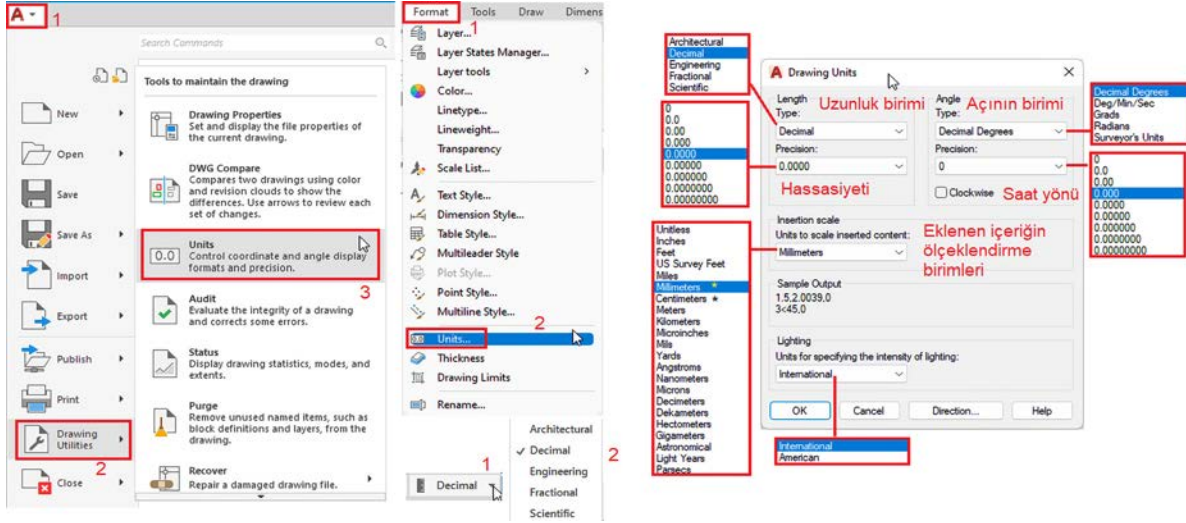 A
1
Search Commands
Tools to maintain the drawing
New
Open
Save
Save As
Import
Export
Publish
Print
Drawing
Utilities
2
Close
Drawing Properties
Set and display the file properties of
the current drawing.
DWG Compare
Compares two drawings using color
and revision clouds to show the
differences. Use arrows to review each
set of changes.
0.0
Units
Control coordinate and angle display
formats and precision.
3
Audit
Evaluate the integrity of a drawing
and corrects some errors.
Status
Display drawing statistics, modes, and
extents.
Purge
Remove unused named items, such as
block definitions and layers, from the
drawing.
Recover
Repair a damaged drawing file.
Format Tools Draw Dimens
1
Layer...
Layer States Manager...
Layer tools
Color...
Linetype...
Lineweight...
Transparency
Scale List...
Text Style...
Dimension Style...
Table Style...
Multileader Style
Plot Style...
Point Style...
Multiline Style...
2
0.0 Units...
Thickness
Drawing Limits
Rename...
1
Decimal
Architectural
Decimal
Engineering
Fractional
Scientific
2
Architectural
Decimal
Engineering
Fractional
Scientific
0
0.0
0.00
0.000
0.0000
0.00000
0.000000
0.0000000
0.00000000
Unitless
Inches
Feet
US Survey Feet
Miles
Millimeters *
Centimeters *
Meters
Kilometers
Microinches
Mils
Yards
Angstroms
Nanometers
Microns
Decimeters
Dekameters
Hectometers
Gigameters
Astronomical
Light Years
Parsecs
A Drawing Units
Length Uzunluk birimi
Type:
Decimal
Precision:
0.0000
Hassasiyeti
Angle Açının birimi
Type:
Decimal Degrees
Precision:
0
Clockwise Saat yönü
Insertion scale
Units to scale inserted content:
Millimeters
Eklenen içeriğin
ölçeklendirme
birimleri
Sample Output
1.5,2.0039,0
3<45,0
Lighting
Units for specifying the intensity of lighting:
International
OK Cancel Direction... Help
International
American
Decimal Degrees
Deg/Min/Sec
Grads
Radians
Surveyor's Units
0
0.0
0.00
0.000
0.0000
0.00000
0.000000
0.0000000
0.00000000